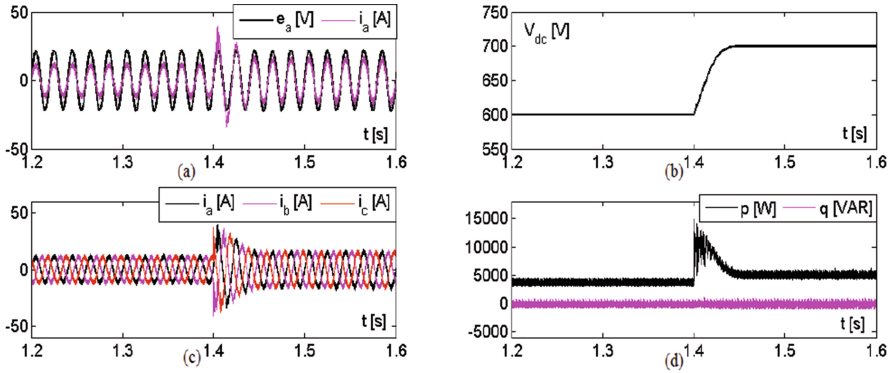 e_a [V] i_a [A]
50
0
-50
1.2 1.3 1.4 1.5 1.6
t [s]
(a)
V_dc [V]
750
700
650
600
550
1.2 1.3 1.4 1.5 1.6
t [s]
(b)
i_a [A] i_b [A] i_c [A]
50
0
-50
1.2 1.3 1.4 1.5 1.6
t [s]
(c)
p [W] q [VAR]
15000
10000
5000
0
-5000
1.2 1.3 1.4 1.5 1.6
t [s]
(d)